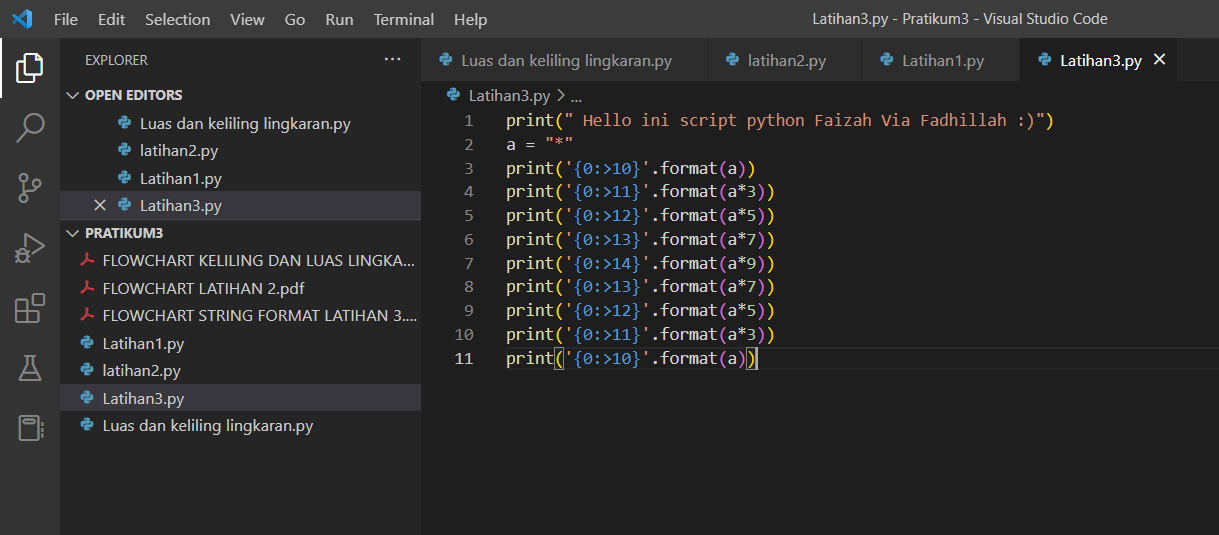 File Edit Selection View Go Run Terminal Help Latihan3.py - Pratikum3 - Visual Studio Code
EXPLORER ...
OPEN EDITORS
Luas dan keliling lingkaran.py
latihan2.py
Latihan1.py
Latihan3.py
PRATIKUM3
FLOWCHART KELILING DAN LUAS LINGKA...
FLOWCHART LATIHAN 2.pdf
FLOWCHART STRING FORMAT LATIHAN 3....
Latihan1.py
latihan2.py
Latihan3.py
Luas dan keliling lingkaran.py
Luas dan keliling lingkaran.py latihan2.py Latihan1.py Latihan3.py
Latihan3.py > ...
1 print(" Hello ini script python Faizah Via Fadhillah :)")
2 a = "*"
3 print('{0:>10}'.format(a))
4 print('{0:>11}'.format(a*3))
5 print('{0:>12}'.format(a*5))
6 print('{0:>13}'.format(a*7))
7 print('{0:>14}'.format(a*9))
8 print('{0:>13}'.format(a*7))
9 print('{0:>12}'.format(a*5))
10 print('{0:>11}'.format(a*3))
11 print('{0:>10}'.format(a))